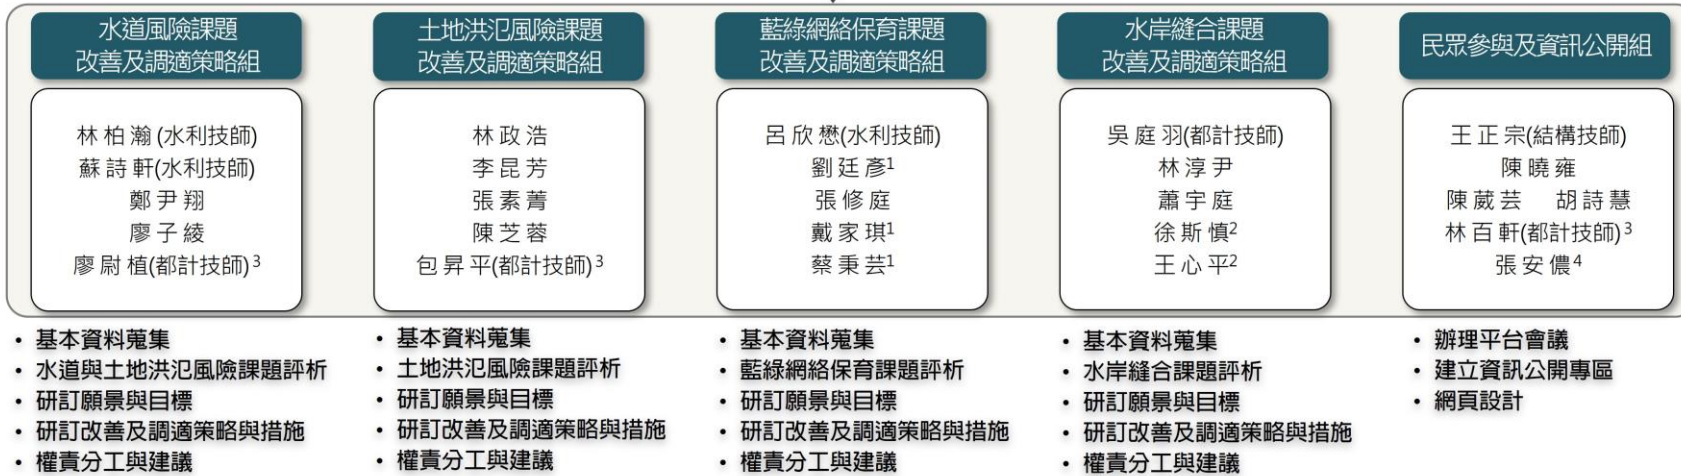 水道風險課題
改善及調適策略組
林柏瀚(水利技師)
蘇詩軒(水利技師)
鄭尹翔
廖子綾
廖尉植(都計技師)3
• 基本資料蒐集
• 水道與土地洪氾風險課題評析
• 研訂願景與目標
• 研訂改善及調適策略與措施
• 權責分工與建議
土地洪氾風險課題
改善及調適策略組
林政浩
李昆芳
張素菁
陳芝蓉
包昇平(都計技師)3
• 基本資料蒐集
• 土地洪氾風險課題評析
• 研訂願景與目標
• 研訂改善及調適策略與措施
• 權責分工與建議
藍綠網絡保育課題
改善及調適策略組
呂欣懋(水利技師)
劉廷彥1
張修庭
戴家琪1
蔡秉芸1
• 基本資料蒐集
• 藍綠網絡保育課題評析
• 研訂願景與目標
• 研訂改善及調適策略與措施
• 權責分工與建議
水岸縫合課題
改善及調適策略組
吳庭羽(都計技師)
林淳尹
蕭宇庭
徐斯慎2
王心平2
• 基本資料蒐集
• 水岸縫合課題評析
• 研訂願景與目標
• 研訂改善及調適策略與措施
• 權責分工與建議
民眾參與及資訊公開組
王正宗(結構技師)
陳曉雍
陳葳芸 胡詩慧
林百軒(都計技師)3
張安儂4
• 辦理平台會議
• 建立資訊公開專區
• 網頁設計